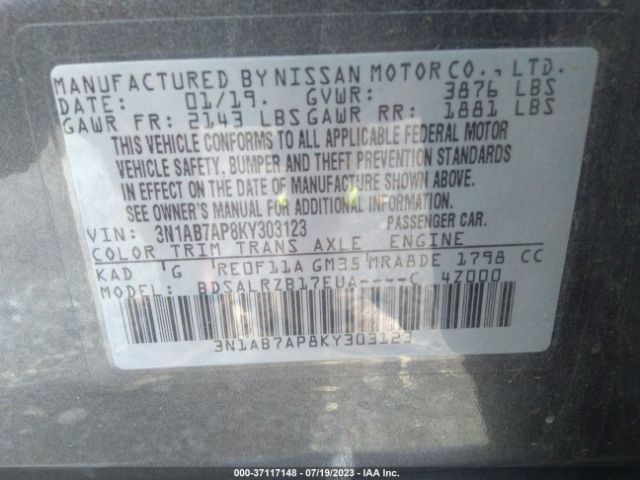 MANUFACTURED BY NISSAN MOTOR CO., LTD.
DATE: 01/19. GVWR: 3876 LBS
GAWR FR: 2143 LBS GAWR RR: 1881 LBS
THIS VEHICLE CONFORMS TO ALL APPLICABLE FEDERAL MOTOR
VEHICLE SAFETY, BUMPER AND THEFT PREVENTION STANDARDS
IN EFFECT ON THE DATE OF MANUFACTURE SHOWN ABOVE.
SEE OWNER'S MANUAL FOR ADDITIONAL INFORMATION.
VIN: 3N1AB7AP8KY303123 PASSENGER CAR.
COLOR TRIM TRANS AXLE ENGINE
KAD G RE0F11A GM35 MRA8DE 1798 CC
MODEL: BDSALRZB17EUA----C 4Z000
3N1AB7AP8KY303123
000-37117148 - 07/19/2023 - IAA Inc.